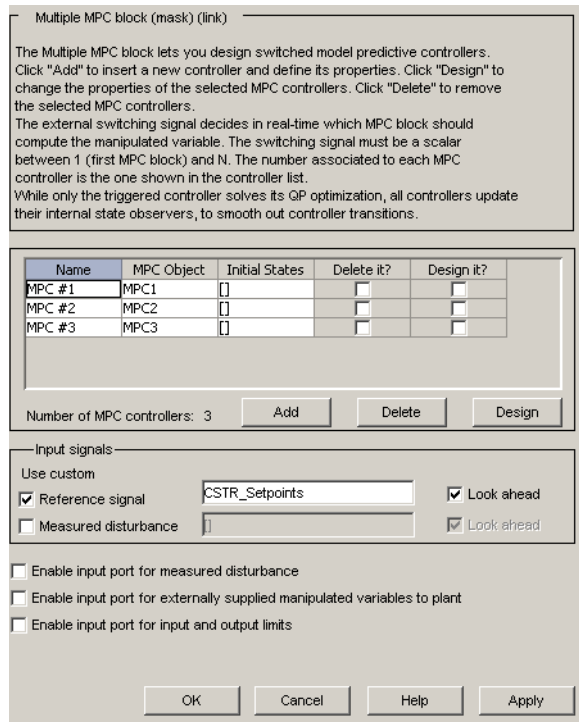 Multiple MPC block (mask) (link)
The Multiple MPC block lets you design switched model predictive controllers.
Click "Add" to insert a new controller and define its properties. Click "Design" to
change the properties of the selected MPC controllers. Click "Delete" to remove
the selected MPC controllers.
The external switching signal decides in real-time which MPC block should
compute the manipulated variable. The switching signal must be a scalar
between 1 (first MPC block) and N. The number associated to each MPC
controller is the one shown in the controller list.
While only the triggered controller solves its QP optimization, all controllers update
their internal state observers, to smooth out controller transitions.
Name MPC Object Initial States Delete it? Design it?
MPC #1 MPC1 []
MPC #2 MPC2 []
MPC #3 MPC3 []
Number of MPC controllers: 3 Add Delete Design
Input signals
Use custom
Reference signal CSTR_Setpoints Look ahead
Measured disturbance [] Look ahead
Enable input port for measured disturbance
Enable input port for externally supplied manipulated variables to plant
Enable input port for input and output limits
OK Cancel Help Apply